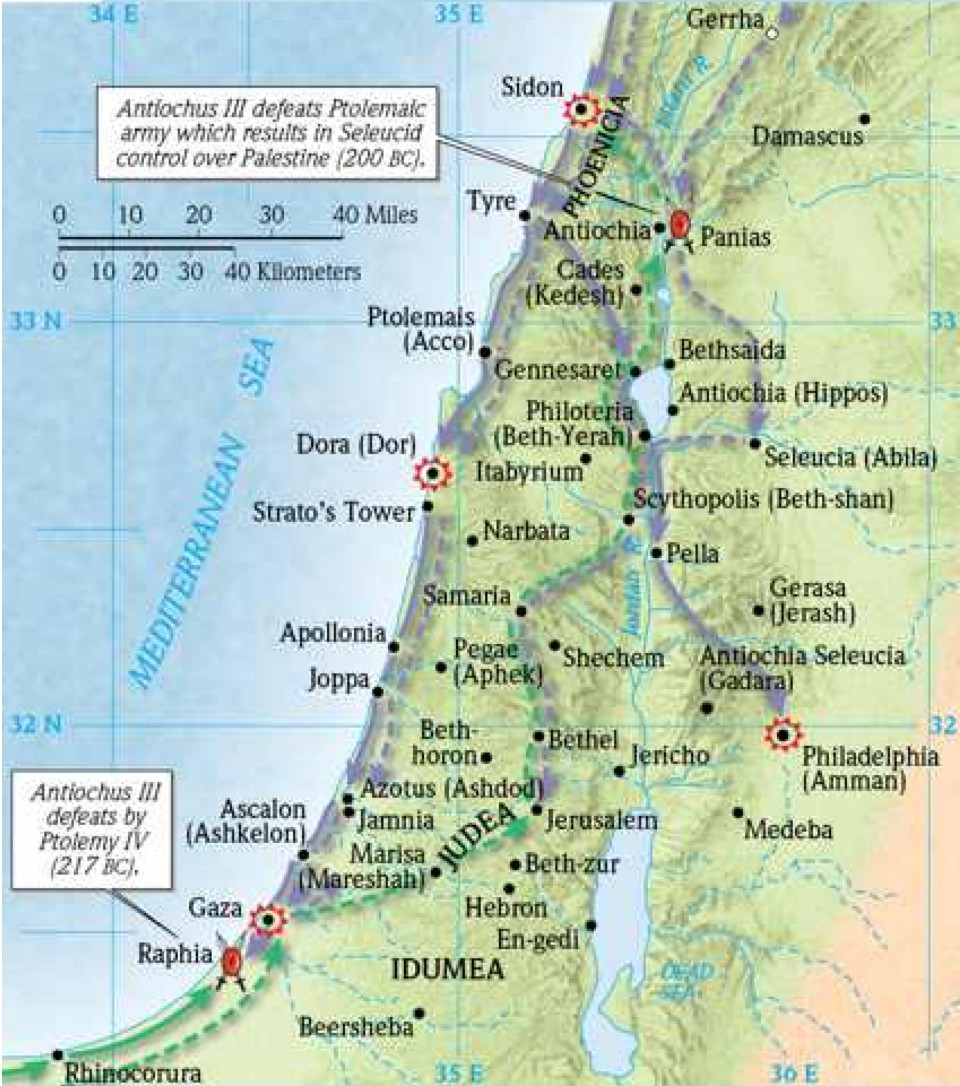 34 E
35 E
Gerrha
Sidon
Antiochus III defeats Ptolemaic
army which results in Seleucid
control over Palestine (200 BC).
PHOENICIA
Litani R.
Damascus
Tyre
0 10 20 30 40 Miles
0 10 20 30 40 Kilometers
Antiochia
Panias
Cades
(Kedesh)
33 N
33
Ptolemais
(Acco)
Bethsaida
Gennesaret
MEDITERRANEAN SEA
Antiochia (Hippos)
Philoteria
(Beth-Yerah)
Dora (Dor)
Itabyrium
Seleucia (Abila)
Strato's Tower
Scythopolis (Beth-shan)
Narbata
Jordan R.
Pella
Samaria
Gerasa
(Jerash)
Apollonia
Pegae
(Aphek)
Shechem
Antiochia Seleucia
(Gadara)
Joppa
32 N
32
Beth-
horon
Bethel
Jericho
Philadelphia
(Amman)
Antiochus III
defeats by
Ptolemy IV
(217 BC).
Azotus (Ashdod)
Ascalon
(Ashkelon)
Jamnia
JUDEA
Jerusalem
Medeba
Marisa
(Mareshah)
Beth-zur
Gaza
Hebron
En-gedi
Raphia
IDUMEA
DEAD
SEA
Beersheba
Rhinocorura
35 E
36 E